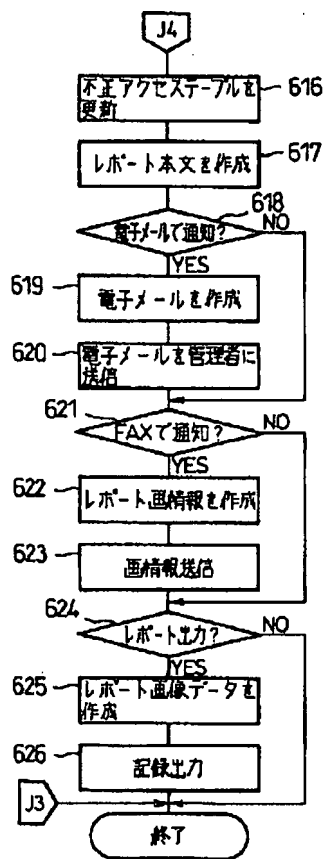 J4
不正アクセステーブルを
更新
616
レポート本文を作成
617
618
電子メールで通知?
NO
YES
619
電子メールを作成
620
電子メールを管理者に
送信
621
FAXで通知?
NO
YES
622
レポート画情報を作成
623
画情報送信
624
レポート出力?
NO
YES
625
レポート画像データを
作成
626
記録出力
J3
終了